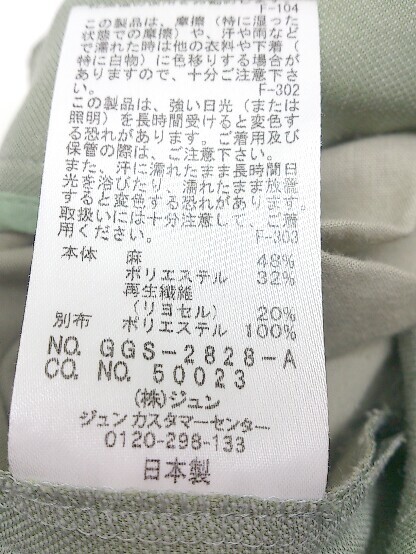 F-104
この製品は、摩擦（特に湿った
状態での摩擦）や、汗や雨など
で濡れた時は他の衣料や下着（
特に白物）に色移りする場合が
ありますので、十分ご注意下さ
い。 F-302
この製品は、強い日光（または
照明）を長時間受けると変色す
る恐れがあります。ご着用及び
保管の際は、ご注意下さい。
また、汗に濡れたまま長時間日
光を浴びたり、濡れたまま放置
すると変色する恐れがあります。
取扱いには十分注意して、ご着
用ください。 F-303
本体 麻 48%
ポリエステル 32%
再生繊維
（リヨセル） 20%
別布 ポリエステル 100%
NO. GGS-2828-A
CO. NO. 50023
(株)ジュン
ジュンカスタマーセンター
0120-298-133
日本製